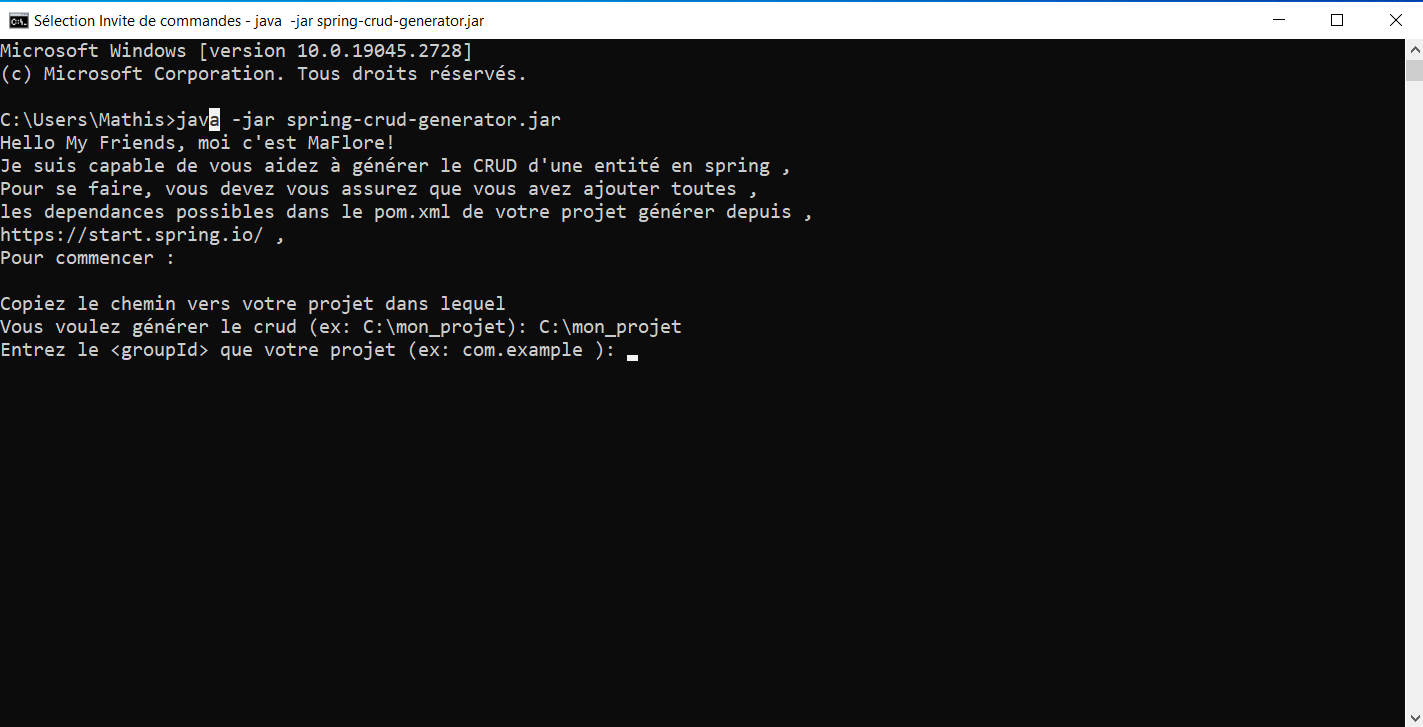 Sélection Invite de commandes - java  -jar spring-crud-generator.jar
Microsoft Windows [version 10.0.19045.2728]
(c) Microsoft Corporation. Tous droits réservés.
C:\Users\Mathis>java -jar spring-crud-generator.jar
Hello My Friends, moi c'est MaFlore!
Je suis capable de vous aidez à générer le CRUD d'une entité en spring ,
Pour se faire, vous devez vous assurez que vous avez ajouter toutes ,
les dependances possibles dans le pom.xml de votre projet générer depuis ,
https://start.spring.io/ ,
Pour commencer :
Copiez le chemin vers votre projet dans lequel
Vous voulez générer le crud (ex: C:\mon_projet): C:\mon_projet
Entrez le <groupId> que votre projet (ex: com.example ):